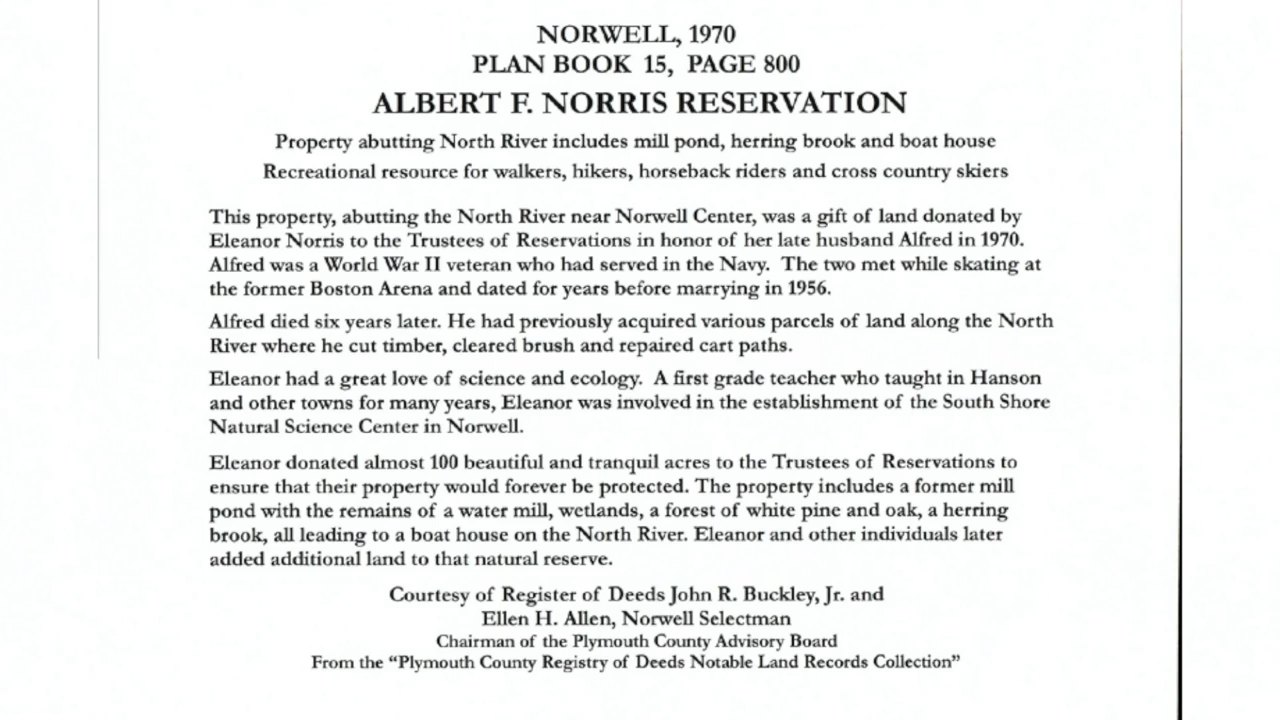 NORWELL, 1970
PLAN BOOK 15, PAGE 800
ALBERT F. NORRIS RESERVATION
Property abutting North River includes mill pond, herring brook and boat house
Recreational resource for walkers, hikers, horseback riders and cross country skiers
This property, abutting the North River near Norwell Center, was a gift of land donated by
Eleanor Norris to the Trustees of Reservations in honor of her late husband Alfred in 1970.
Alfred was a World War II veteran who had served in the Navy. The two met while skating at
the former Boston Arena and dated for years before marrying in 1956.
Alfred died six years later. He had previously acquired various parcels of land along the North
River where he cut timber, cleared brush and repaired cart paths.
Eleanor had a great love of science and ecology. A first grade teacher who taught in Hanson
and other towns for many years, Eleanor was involved in the establishment of the South Shore
Natural Science Center in Norwell.
Eleanor donated almost 100 beautiful and tranquil acres to the Trustees of Reservations to
ensure that their property would forever be protected. The property includes a former mill
pond with the remains of a water mill, wetlands, a forest of white pine and oak, a herring
brook, all leading to a boat house on the North River. Eleanor and other individuals later
added additional land to that natural reserve.
Courtesy of Register of Deeds John R. Buckley, Jr. and
Ellen H. Allen, Norwell Selectman
Chairman of the Plymouth County Advisory Board
From the “Plymouth County Registry of Deeds Notable Land Records Collection”